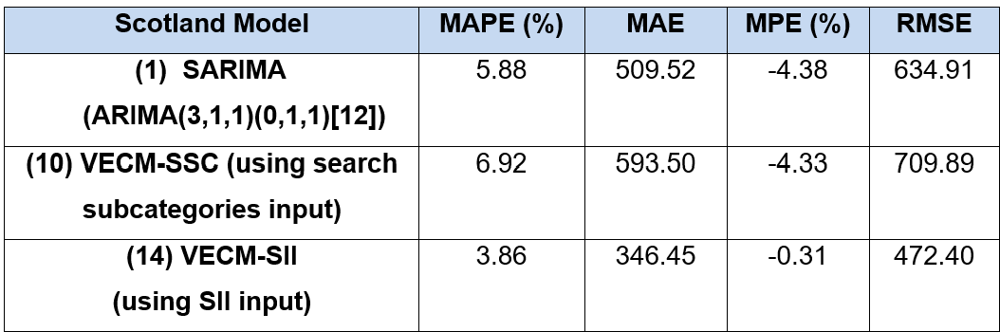 Scotland Model MAPE (%) MAE MPE (%) RMSE
(1) SARIMA 5.88 509.52 -4.38 634.91
(ARIMA(3,1,1)(0,1,1)[12])
(10) VECM-SSC (using search 6.92 593.50 -4.33 709.89
subcategories input)
(14) VECM-SII 3.86 346.45 -0.31 472.40
(using SII input)